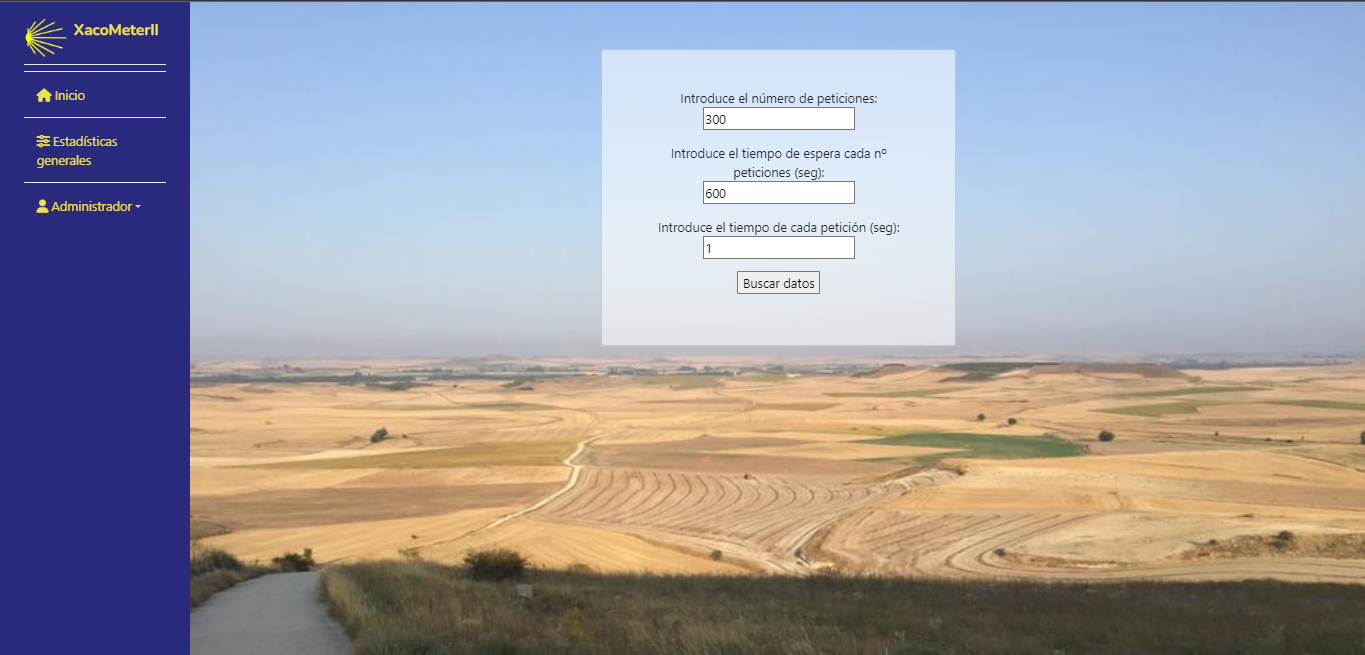 XacoMeterII
Inicio
Estadísticas
generales
Administrador
Introduce el número de peticiones:
300
Introduce el tiempo de espera cada nº
peticiones (seg):
600
Introduce el tiempo de cada petición (seg):
1
Buscar datos